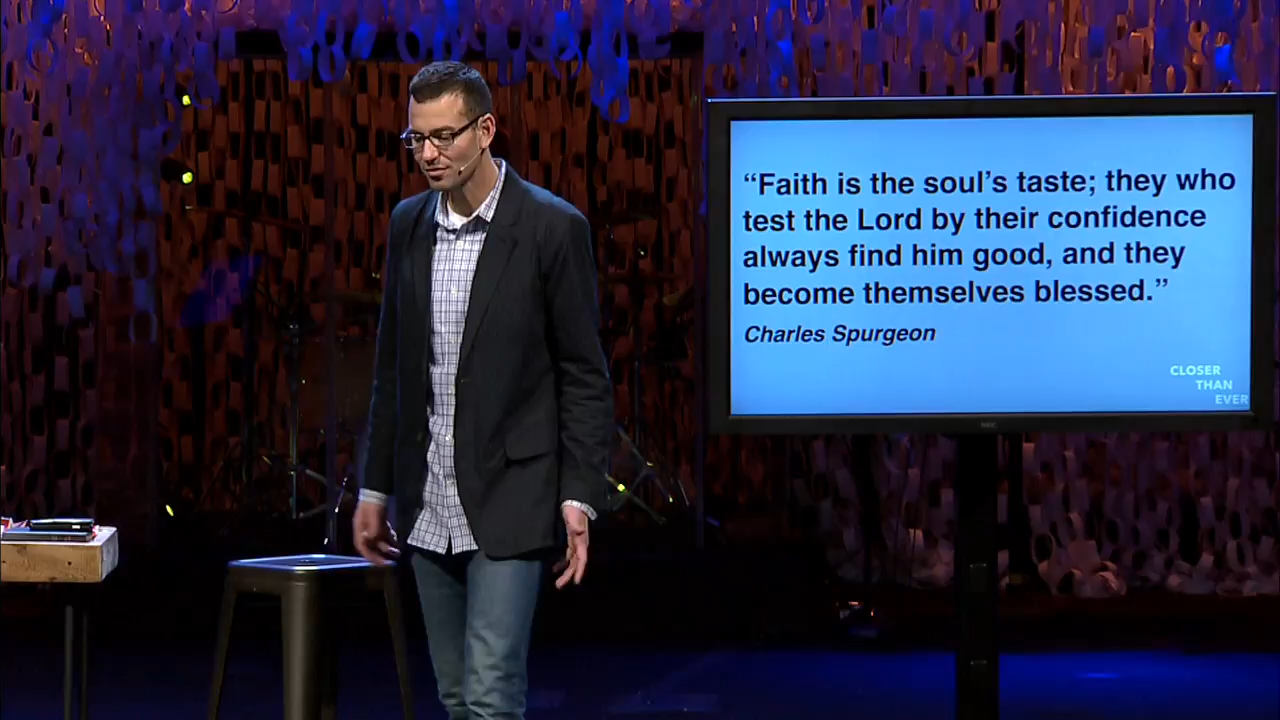 “Faith is the soul’s taste; they who
test the Lord by their confidence
always find him good, and they
become themselves blessed.”
Charles Spurgeon
CLOSER
THAN
EVER